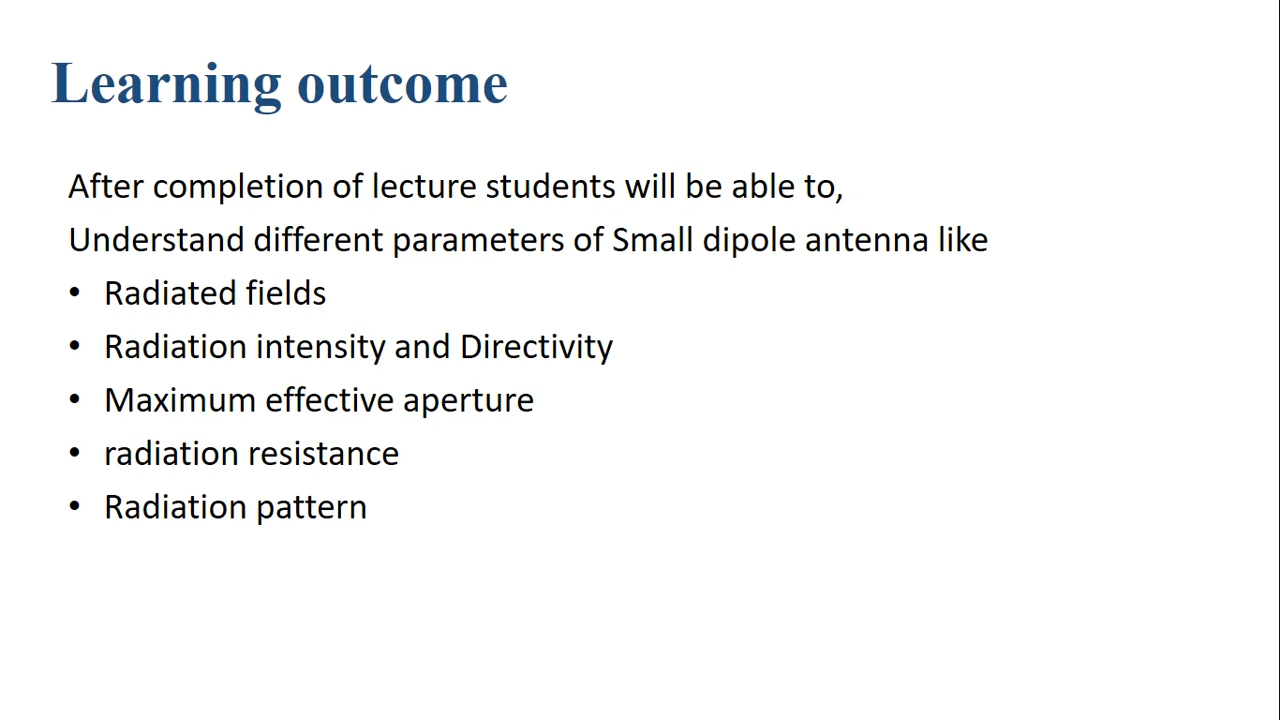 Learning outcome
After completion of lecture students will be able to,
Understand different parameters of Small dipole antenna like
• Radiated fields
• Radiation intensity and Directivity
• Maximum effective aperture
• radiation resistance
• Radiation pattern